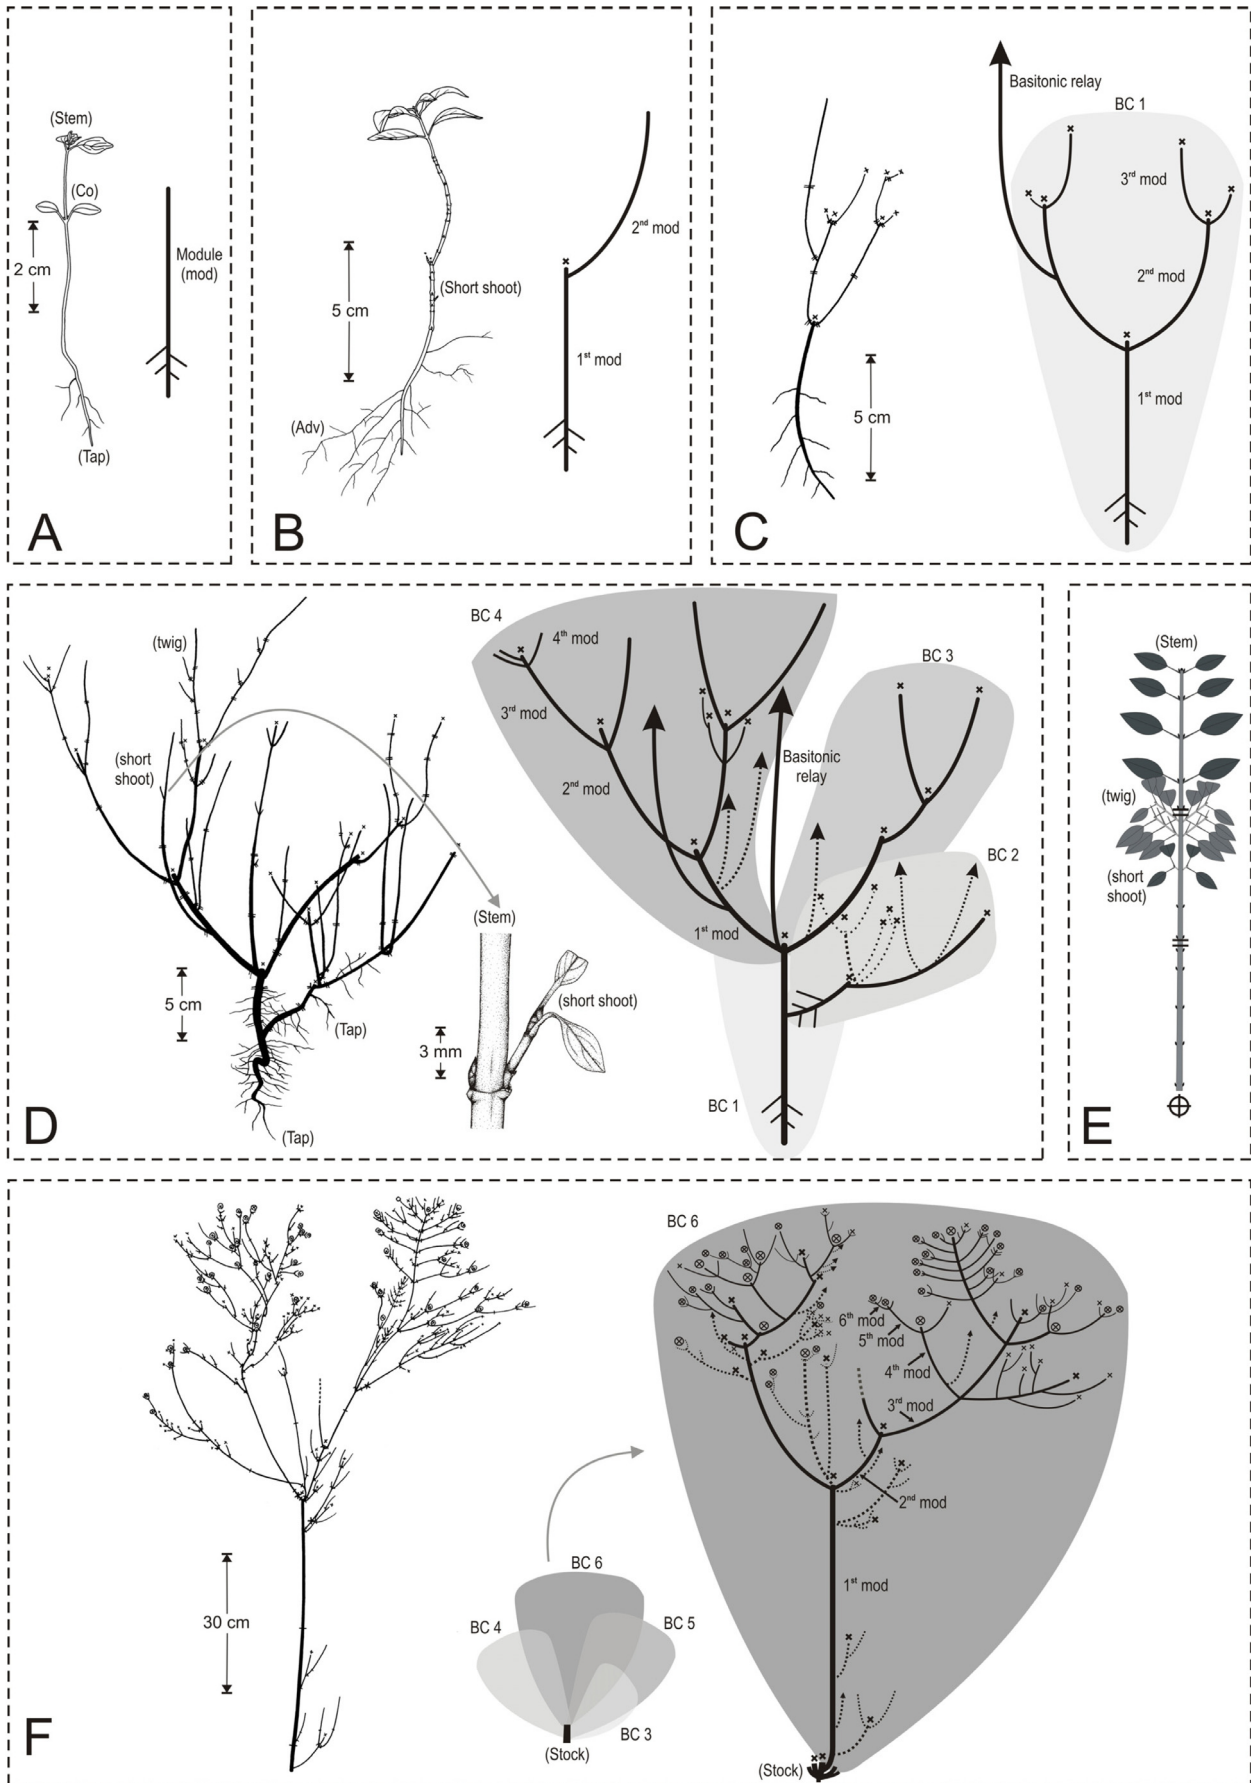 (Stem)
(Co)
2 cm
Module
(mod)
(Tap)
A
2nd mod
(Short shoot)
5 cm
1st mod
(Adv)
B
Basitonic relay
BC 1
3rd mod
2nd mod
5 cm
1st mod
C
BC 4
(twig)
4th mod
BC 3
3rd mod
(short
shoot)
Basitonic
relay
2nd mod
BC 2
(Stem)
1st mod
5 cm
(short shoot)
(Tap)
3 mm
BC 1
(Tap)
D
(Stem)
(twig)
(short
shoot)
E
BC 6
6th mod
5th mod
4th mod
3rd mod
2nd mod
BC 6
1st mod
30 cm
BC 4
BC 5
BC 3
(Stock)
(Stock)
F